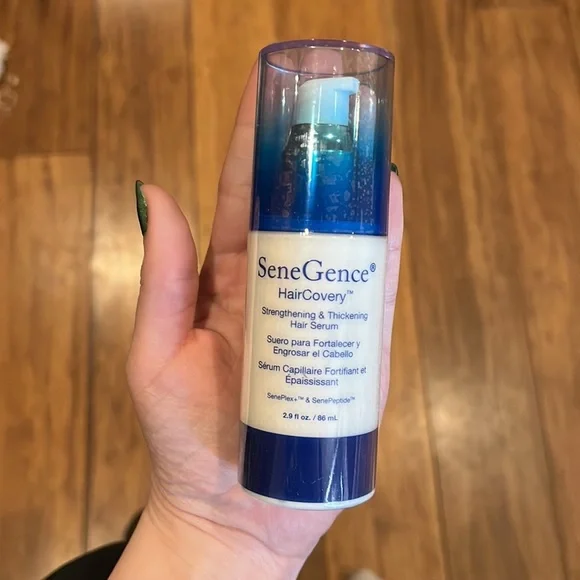 SeneGence®
HairCovery™
Strengthening & Thickening
Hair Serum
Suero para Fortalecer y
Engrosar el Cabello
Sérum Capillaire Fortifiant et
Épaississant
SenePlex+™ & SenePeptide™
2.9 fl oz. / 86 mL